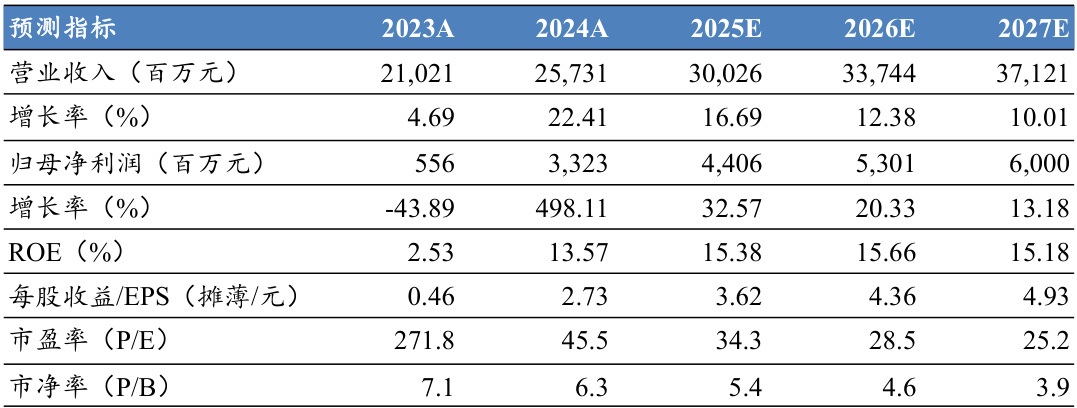 预测指标 2023A 2024A 2025E 2026E 2027E
营业收入（百万元） 21,021 25,731 30,026 33,744 37,121
增长率（%） 4.69 22.41 16.69 12.38 10.01
归母净利润（百万元） 556 3,323 4,406 5,301 6,000
增长率（%） -43.89 498.11 32.57 20.33 13.18
ROE（%） 2.53 13.57 15.38 15.66 15.18
每股收益/EPS（摊薄/元） 0.46 2.73 3.62 4.36 4.93
市盈率（P/E） 271.8 45.5 34.3 28.5 25.2
市净率（P/B） 7.1 6.3 5.4 4.6 3.9